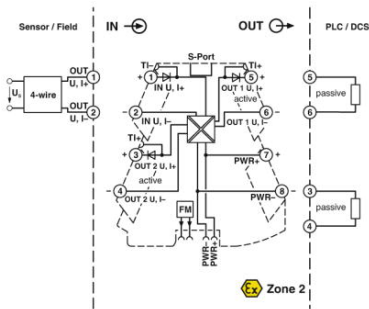 Sensor / Field
IN
OUT
PLC / DCS
S-Port
OUT
U, I+
1
4-wire
Us
OUT
U, I–
2
TI–
+
1
IN U, I+
TI+
OUT 1 U, I+
5
+
active
–
2
IN U, I–
OUT 1 U, I–
6
–
TI+
+
3
OUT 2 U, I+
active
–
4
OUT 2 U, I–
7
+
PWR+
8
–
PWR–
FM
PWR–
PWR+
5
passive
6
3
passive
4
Ex
Zone 2